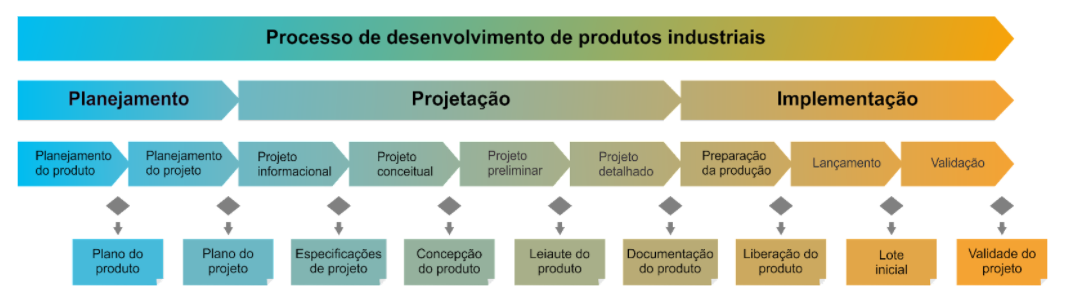 Processo de desenvolvimento de produtos industriais
Planejamento
Projetação
Implementação
Planejamento
do produto
Planejamento
do projeto
Projeto
informacional
Projeto
conceitual
Projeto
preliminar
Projeto
detalhado
Preparação
da produção
Lançamento
Validação
Plano do
produto
Plano do
projeto
Especificações
de projeto
Concepção
do produto
Leiaute do
produto
Documentação
do produto
Liberação do
produto
Lote
inicial
Validade do
projeto